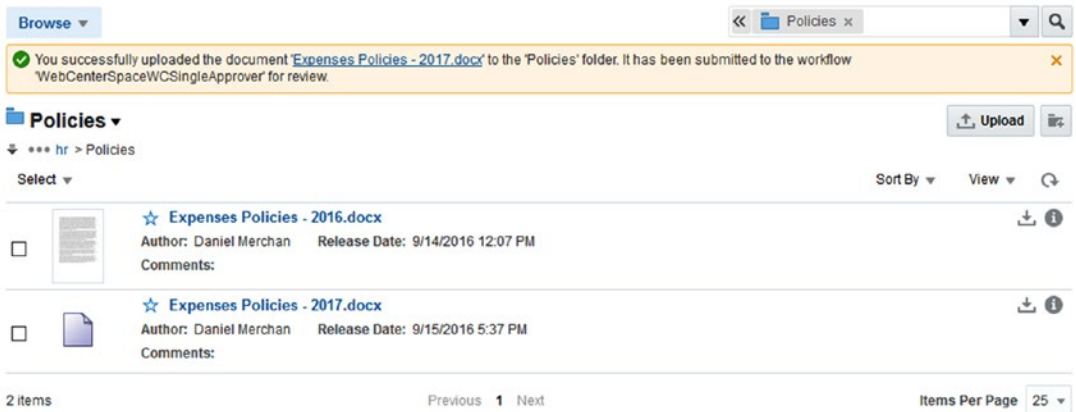 Browse
Policies ×
You successfully uploaded the document 'Expenses Policies - 2017.docx' to the 'Policies' folder. It has been submitted to the workflow
'WebCenterSpaceWCSingleApprover' for review.
Policies
Upload
hr > Policies
Select
Sort By View
Expenses Policies - 2016.docx
Author: Daniel Merchan Release Date: 9/14/2016 12:07 PM
Comments:
Expenses Policies - 2017.docx
Author: Daniel Merchan Release Date: 9/15/2016 5:37 PM
Comments:
2 items Previous 1 Next Items Per Page 25